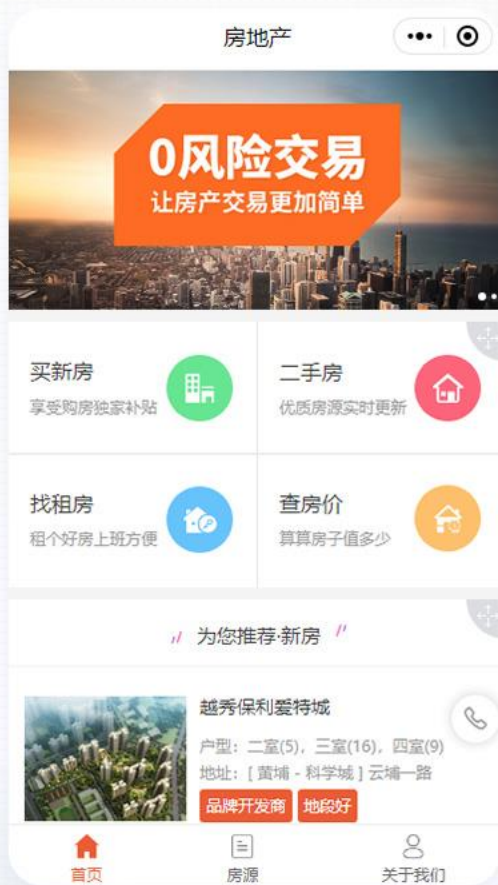 房地产
0风险交易
让房产交易更加简单
买新房
享受购房独家补贴
二手房
优质房源实时更新
找租房
租个好房上班方便
查房价
算算房子值多少
为您推荐·新房
越秀保利爱特城
户型：二室(5)，三室(16)，四室(9)
地址：[ 黄埔 - 科学城 ] 云埔一路
品牌开发商 地段好
首页 房源 关于我们